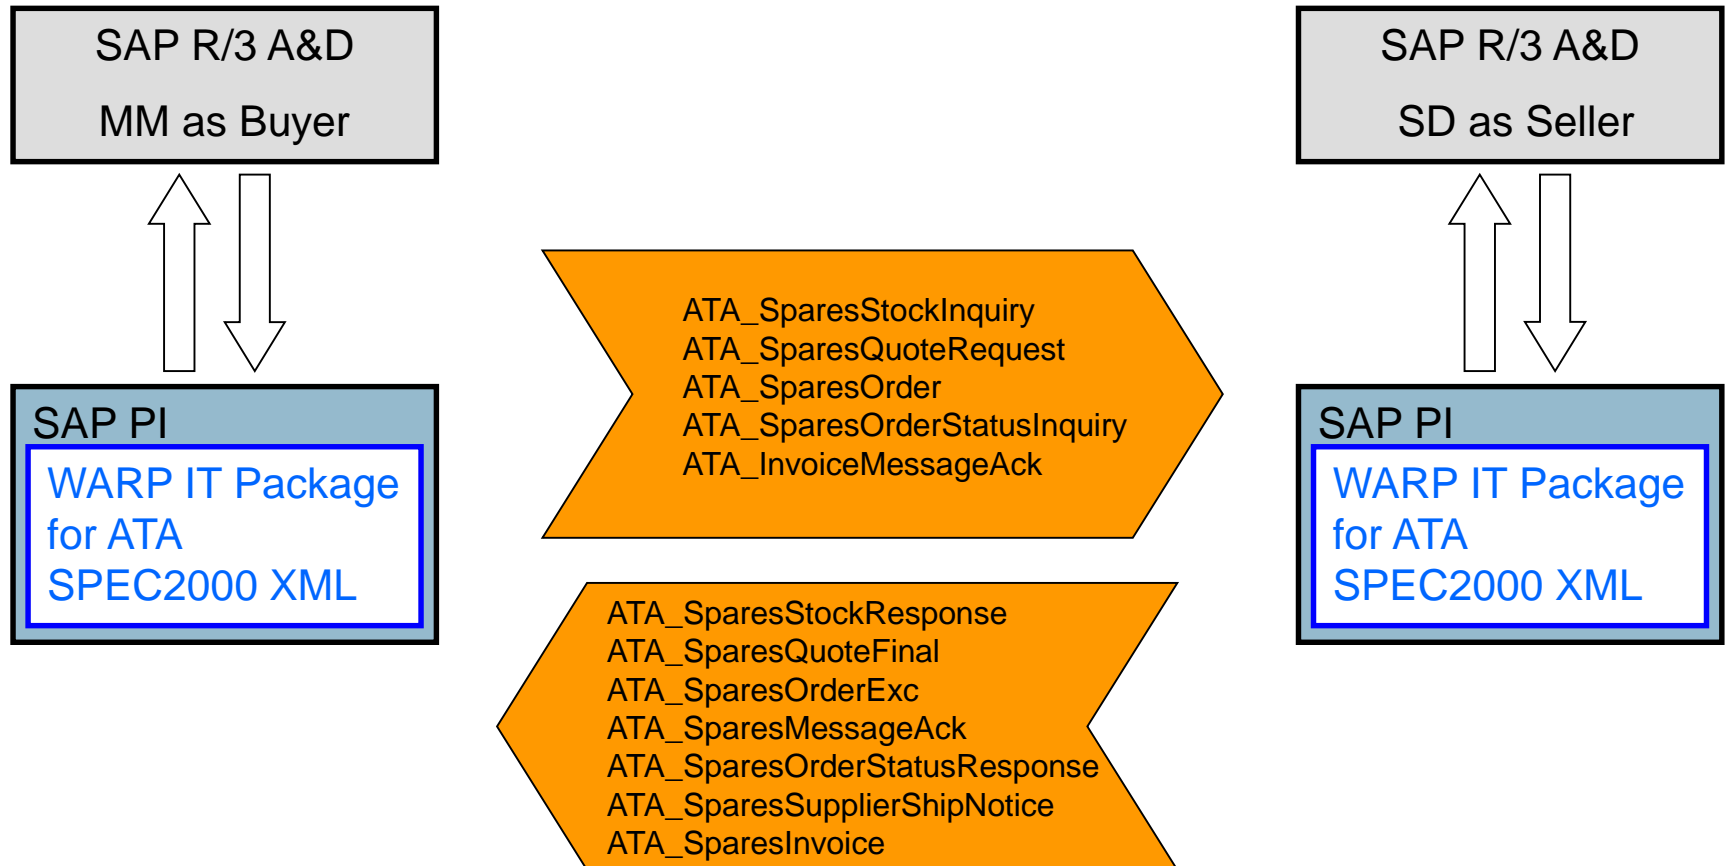 SAP R/3 A&D
MM as Buyer
SAP R/3 A&D
SD as Seller
ATA_SparesStockInquiry
ATA_SparesQuoteRequest
ATA_SparesOrder
ATA_SparesOrderStatusInquiry
ATA_InvoiceMessageAck
SAP PI
WARP IT Package
for ATA
SPEC2000 XML
SAP PI
WARP IT Package
for ATA
SPEC2000 XML
ATA_SparesStockResponse
ATA_SparesQuoteFinal
ATA_SparesOrderExc
ATA_SparesMessageAck
ATA_SparesOrderStatusResponse
ATA_SparesSupplierShipNotice
ATA_SparesInvoice